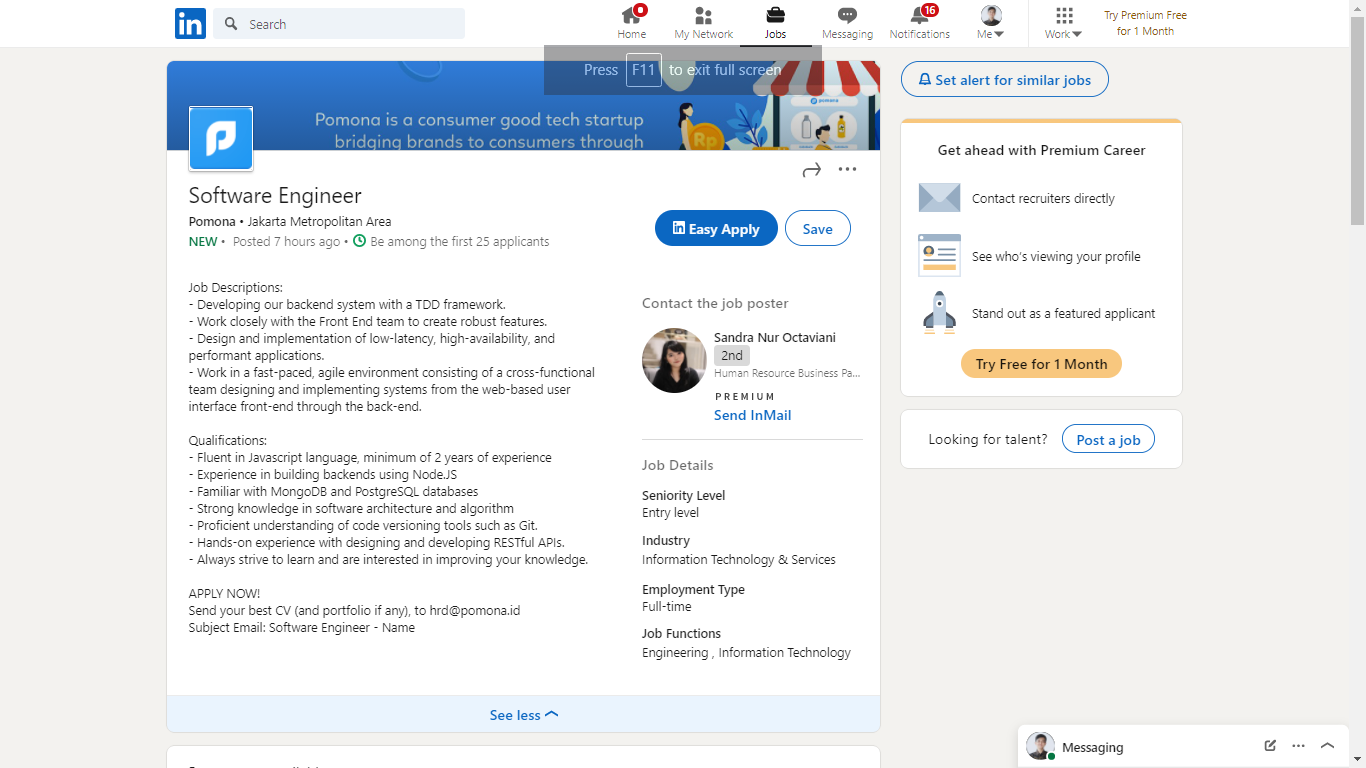 in
Search
Home
My Network
Jobs
Messaging
16
Notifications
Me
Work
Try Premium Free
for 1 Month
Press F11 to exit full screen
Pomona is a consumer good tech startup
bridging brands to consumers through
Rp
pomona
Software Engineer
Pomona • Jakarta Metropolitan Area
NEW • Posted 7 hours ago • Be among the first 25 applicants
in Easy Apply
Save
Job Descriptions:
- Developing our backend system with a TDD framework.
- Work closely with the Front End team to create robust features.
- Design and implementation of low-latency, high-availability, and
performant applications.
- Work in a fast-paced, agile environment consisting of a cross-functional
team designing and implementing systems from the web-based user
interface front-end through the back-end.
Qualifications:
- Fluent in Javascript language, minimum of 2 years of experience
- Experience in building backends using Node.JS
- Familiar with MongoDB and PostgreSQL databases
- Strong knowledge in software architecture and algorithm
- Proficient understanding of code versioning tools such as Git.
- Hands-on experience with designing and developing RESTful APIs.
- Always strive to learn and are interested in improving your knowledge.
APPLY NOW!
Send your best CV (and portfolio if any), to hrd@pomona.id
Subject Email: Software Engineer - Name
Contact the job poster
Sandra Nur Octaviani
2nd
Human Resource Business Pa...
PREMIUM
Send InMail
Job Details
Seniority Level
Entry level
Industry
Information Technology & Services
Employment Type
Full-time
Job Functions
Engineering , Information Technology
See less
Set alert for similar jobs
Get ahead with Premium Career
Contact recruiters directly
See who's viewing your profile
Stand out as a featured applicant
Try Free for 1 Month
Looking for talent?
Post a job
Messaging